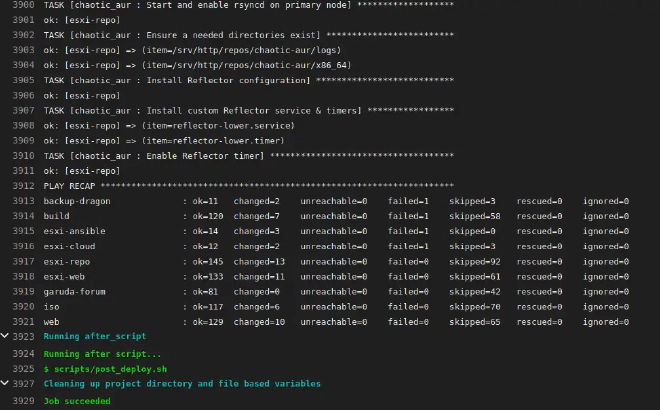 3900 TASK [chaotic_aur : Start and enable rsyncd on primary node] *******************
3901 ok: [esxi-repo]
3902 TASK [chaotic_aur : Ensure a needed directories exist] *************************
3903 ok: [esxi-repo] => (item=/srv/http/repos/chaotic-aur/logs)
3904 ok: [esxi-repo] => (item=/srv/http/repos/chaotic-aur/x86_64)
3905 TASK [chaotic_aur : Install Reflector configuration] ***************************
3906 ok: [esxi-repo]
3907 TASK [chaotic_aur : Install custom Reflector service & timers] *****************
3908 ok: [esxi-repo] => (item=reflector-lower.service)
3909 ok: [esxi-repo] => (item=reflector-lower.timer)
3910 TASK [chaotic_aur : Enable Reflector timer] ************************************
3911 ok: [esxi-repo]
3912 PLAY RECAP *********************************************************************
3913 backup-dragon : ok=11 changed=2 unreachable=0 failed=1 skipped=3 rescued=0 ignored=0
3914 build : ok=120 changed=7 unreachable=0 failed=1 skipped=58 rescued=0 ignored=0
3915 esxi-ansible : ok=14 changed=3 unreachable=0 failed=1 skipped=0 rescued=0 ignored=0
3916 esxi-cloud : ok=12 changed=2 unreachable=0 failed=1 skipped=3 rescued=0 ignored=0
3917 esxi-repo : ok=145 changed=13 unreachable=0 failed=0 skipped=92 rescued=0 ignored=0
3918 esxi-web : ok=133 changed=11 unreachable=0 failed=0 skipped=61 rescued=0 ignored=0
3919 garuda-forum : ok=81 changed=0 unreachable=0 failed=0 skipped=42 rescued=0 ignored=0
3920 iso : ok=117 changed=6 unreachable=0 failed=1 skipped=70 rescued=0 ignored=0
3921 web : ok=129 changed=10 unreachable=0 failed=0 skipped=65 rescued=0 ignored=0
3923 Running after_script
3924 Running after script...
3925 $ scripts/post_deploy.sh
3927 Cleaning up project directory and file based variables
3929 Job succeeded